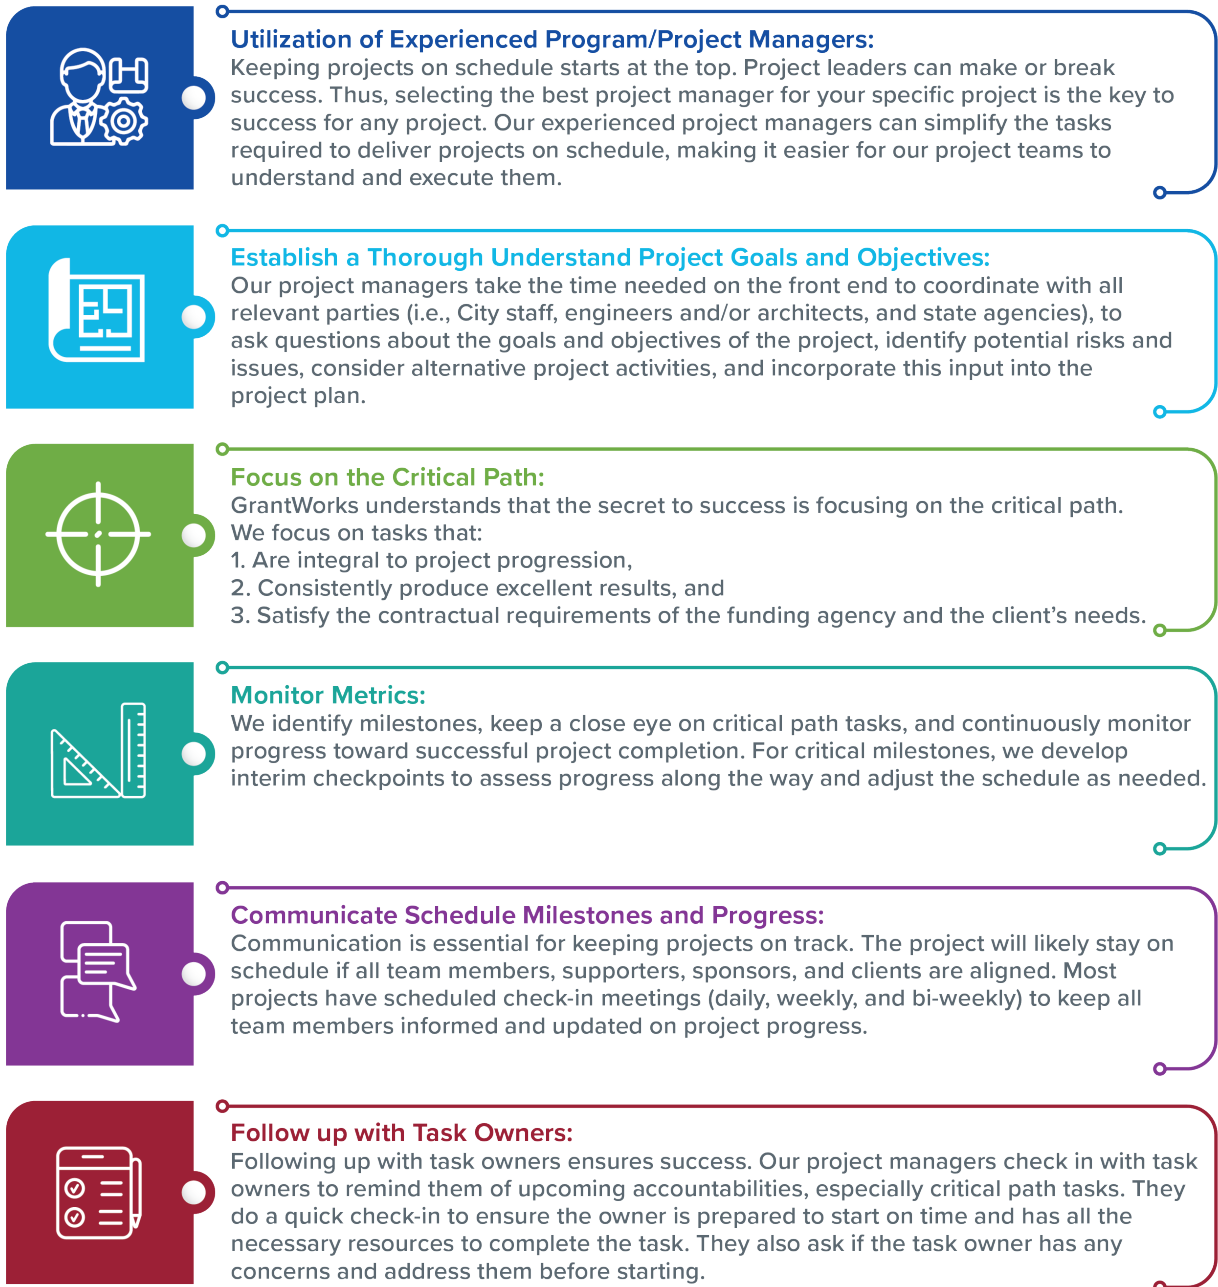 Utilization of Experienced Program/Project Managers:
Keeping projects on schedule starts at the top. Project leaders can make or break
success. Thus, selecting the best project manager for your specific project is the key to
success for any project. Our experienced project managers can simplify the tasks
required to deliver projects on schedule, making it easier for our project teams to
understand and execute them.
Establish a Thorough Understand Project Goals and Objectives:
Our project managers take the time needed on the front end to coordinate with all
relevant parties (i.e., City staff, engineers and/or architects, and state agencies), to
ask questions about the goals and objectives of the project, identify potential risks and
issues, consider alternative project activities, and incorporate this input into the
project plan.
Focus on the Critical Path:
GrantWorks understands that the secret to success is focusing on the critical path.
We focus on tasks that:
1. Are integral to project progression,
2. Consistently produce excellent results, and
3. Satisfy the contractual requirements of the funding agency and the client’s needs.
Monitor Metrics:
We identify milestones, keep a close eye on critical path tasks, and continuously monitor
progress toward successful project completion. For critical milestones, we develop
interim checkpoints to assess progress along the way and adjust the schedule as needed.
Communicate Schedule Milestones and Progress:
Communication is essential for keeping projects on track. The project will likely stay on
schedule if all team members, supporters, sponsors, and clients are aligned. Most
projects have scheduled check-in meetings (daily, weekly, and bi-weekly) to keep all
team members informed and updated on project progress.
Follow up with Task Owners:
Following up with task owners ensures success. Our project managers check in with task
owners to remind them of upcoming accountabilities, especially critical path tasks. They
do a quick check-in to ensure the owner is prepared to start on time and has all the
necessary resources to complete the task. They also ask if the task owner has any
concerns and address them before starting.